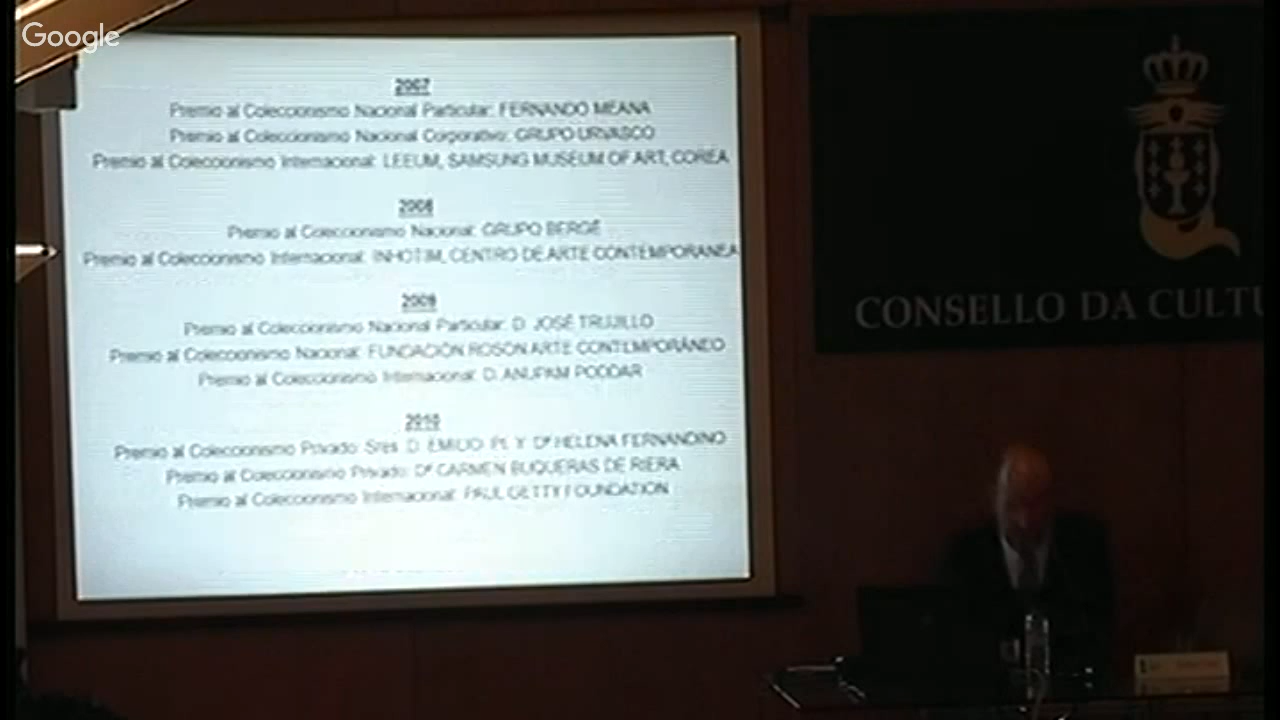 Google
2007
Premio al Coleccionismo Nacional Particular: FERNANDO MEANA
Premio al Coleccionismo Nacional Corporativo: GRUPO URVASCO
Premio al Coleccionismo Internacional: LEEUM, SAMSUNG MUSEUM OF ART, COREA
2008
Premio al Coleccionismo Nacional: GRUPO BERGÉ
Premio al Coleccionismo Internacional: INHOTIM, CENTRO DE ARTE CONTEMPORANEA
2009
Premio al Coleccionismo Nacional Particular: D. JOSÉ TRUJILLO
Premio al Coleccionismo Nacional: FUNDACIÓN ROSÓN ARTE CONTEMPORÁNEO
Premio al Coleccionismo Internacional: D. ANUPAM PODDAR
2010
Premio al Coleccionismo Privado: Sres. D. EMILIO PI Y Dª HELENA FERNANDINO
Premio al Coleccionismo Privado: Dª CARMEN BUQUERAS DE RIERA
Premio al Coleccionismo Internacional: PAUL GETTY FOUNDATION
CONSELLO DA CULTU